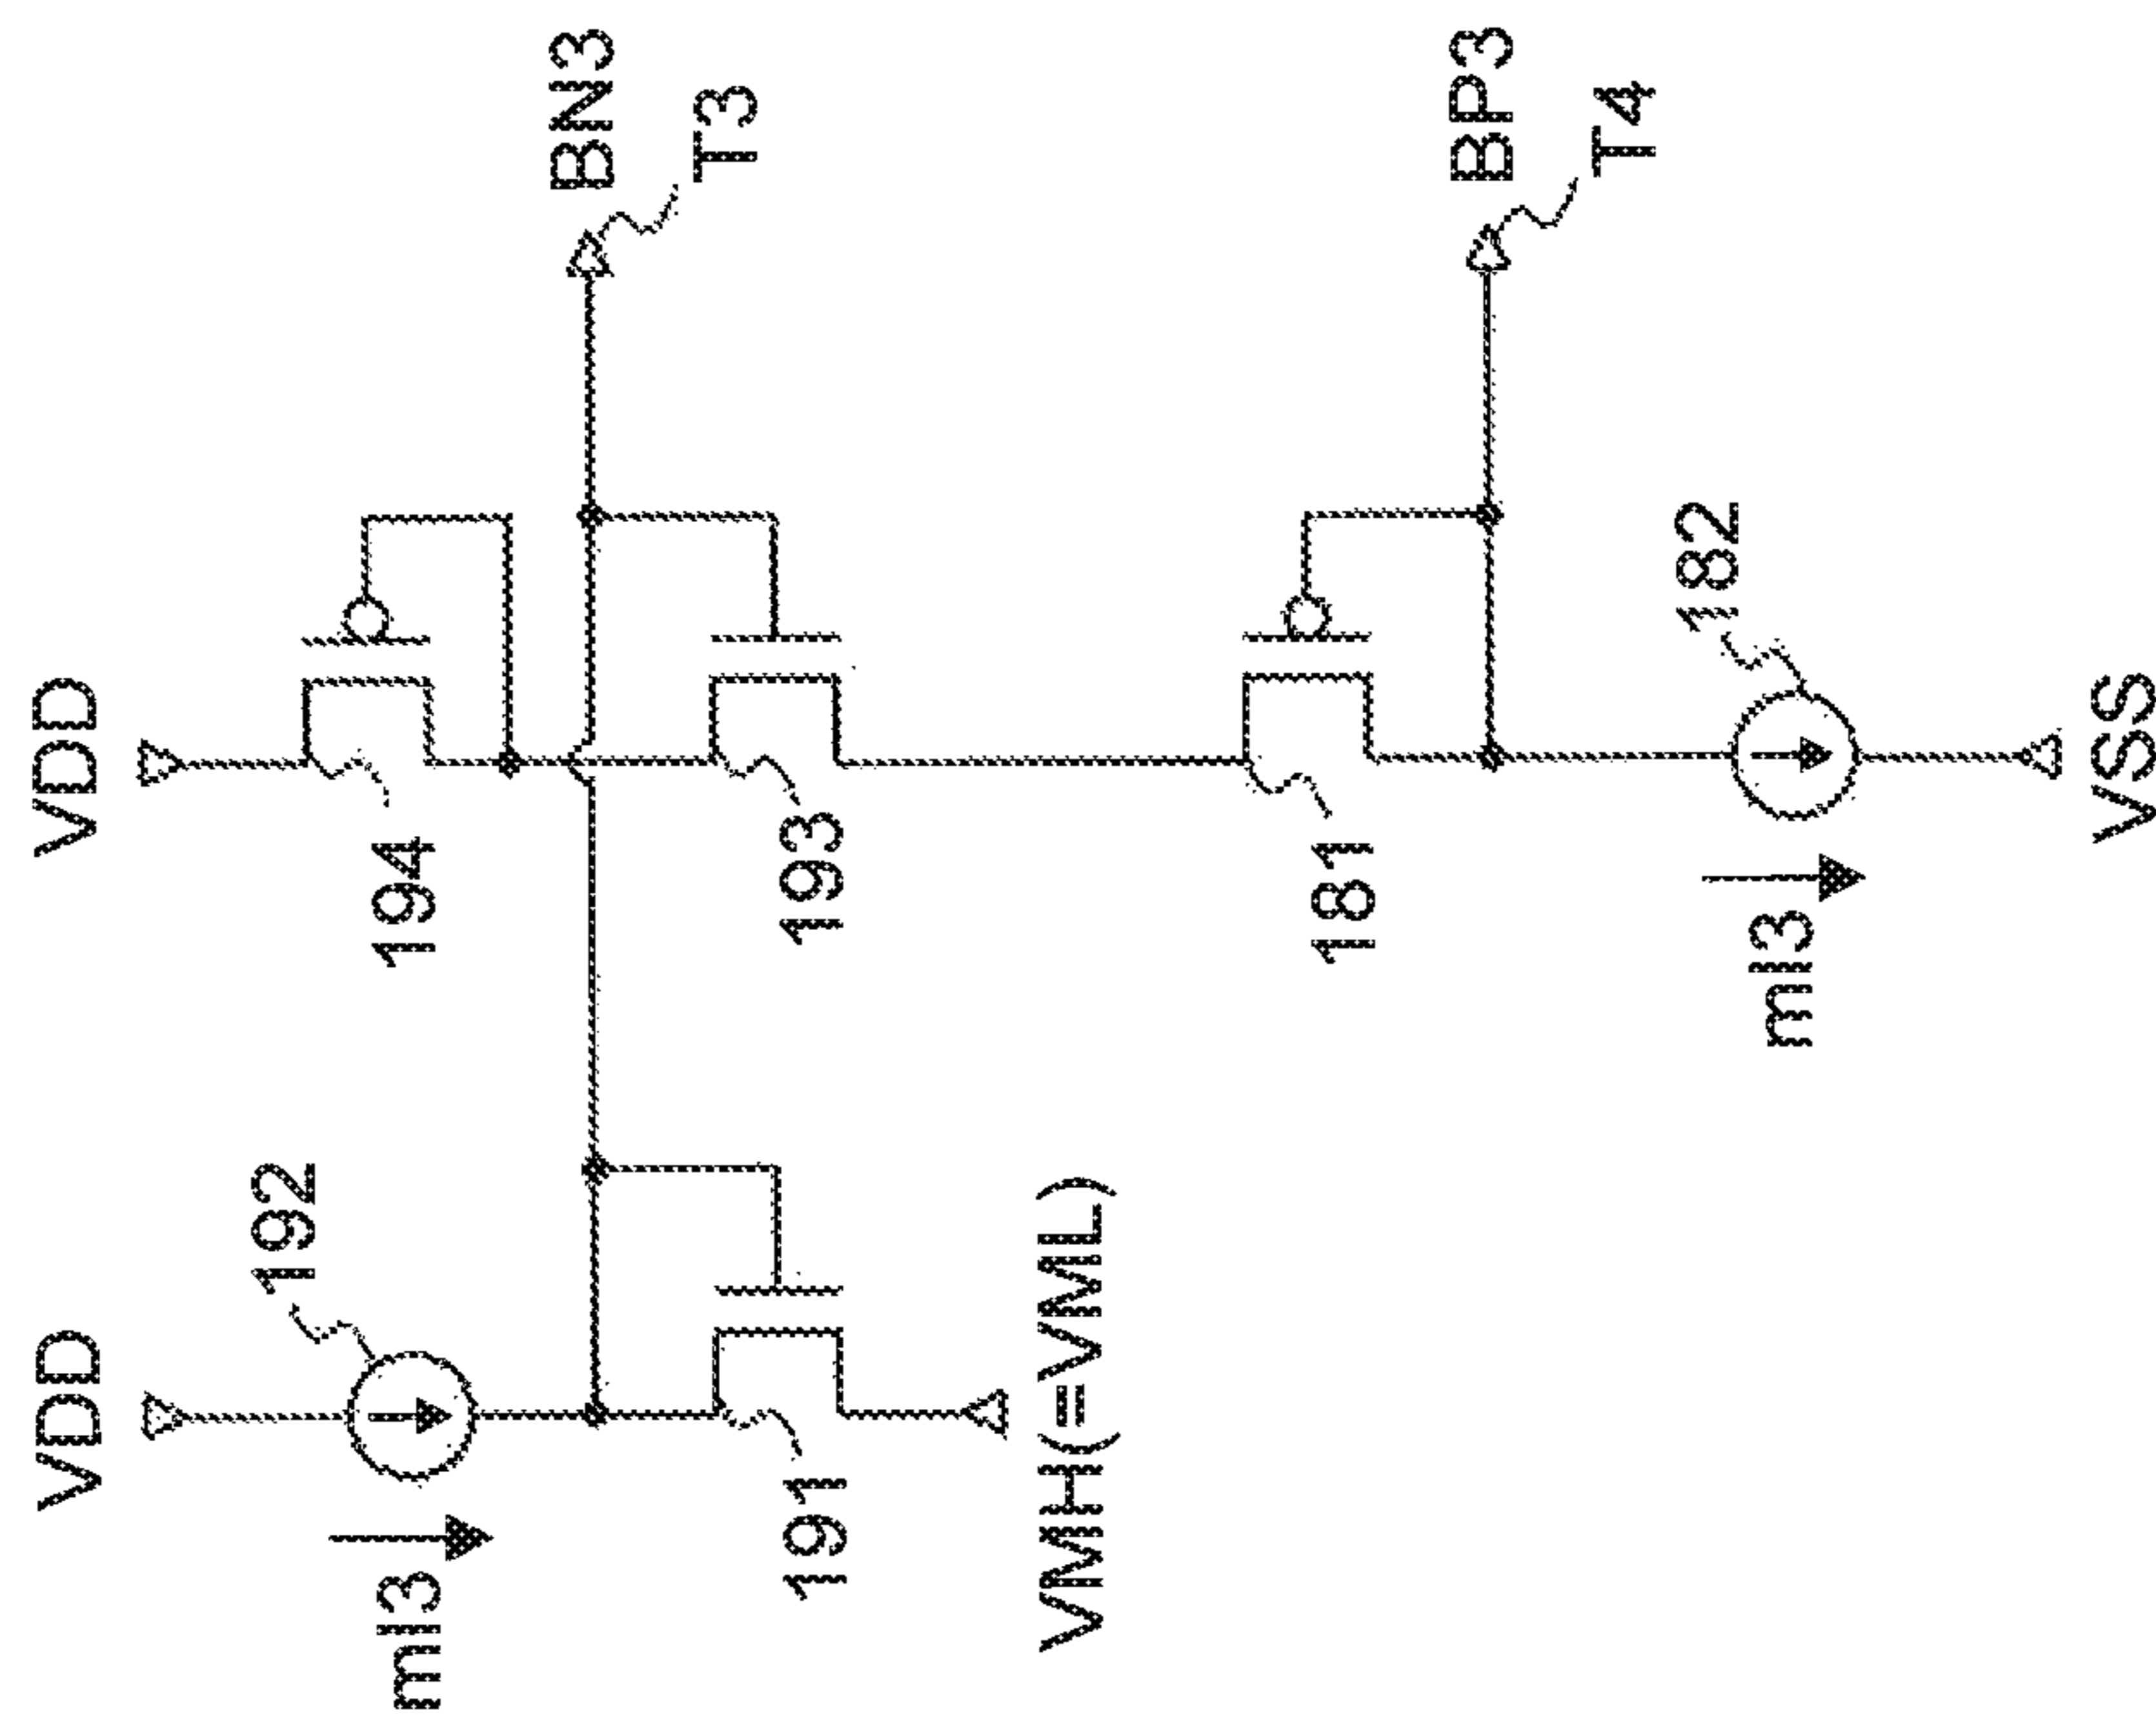 VDD
VDD
192
mI3
194
BN3
T3
191
193
VMH(=VML)
181
BP3
T4
182
mI3
VSS